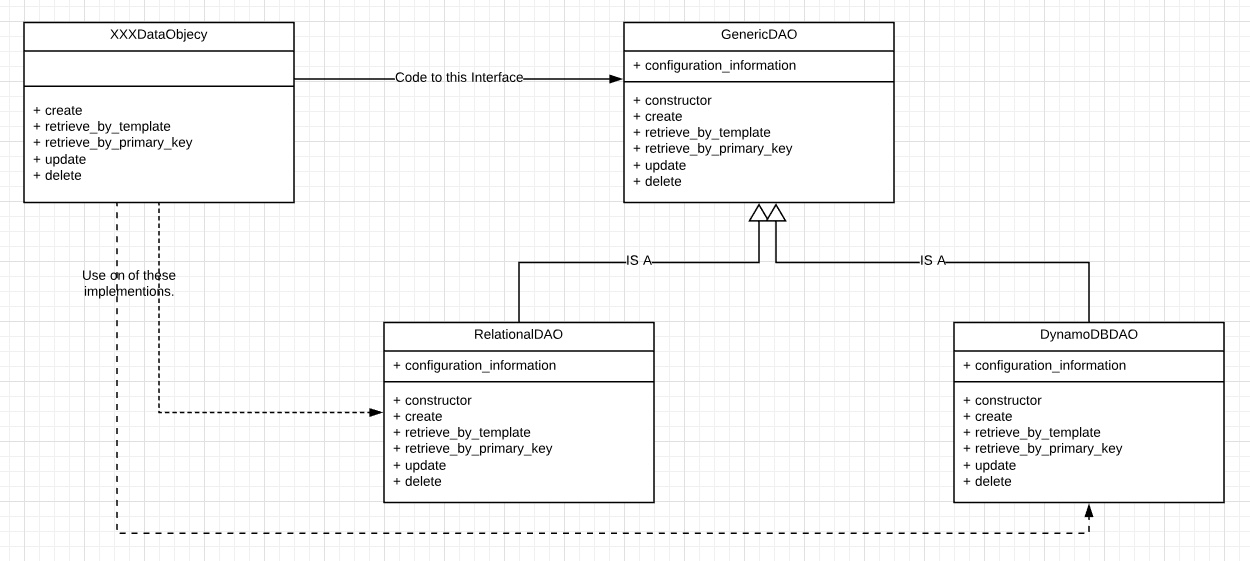 XXXDataObjecy
+ create
+ retrieve_by_template
+ retrieve_by_primary_key
+ update
+ delete
Code to this Interface
GenericDAO
+ configuration_information
+ constructor
+ create
+ retrieve_by_template
+ retrieve_by_primary_key
+ update
+ delete
Use on of these
implementions.
IS A
IS A
RelationalDAO
+ configuration_information
+ constructor
+ create
+ retrieve_by_template
+ retrieve_by_primary_key
+ update
+ delete
DynamoDBDAO
+ configuration_information
+ constructor
+ create
+ retrieve_by_template
+ retrieve_by_primary_key
+ update
+ delete